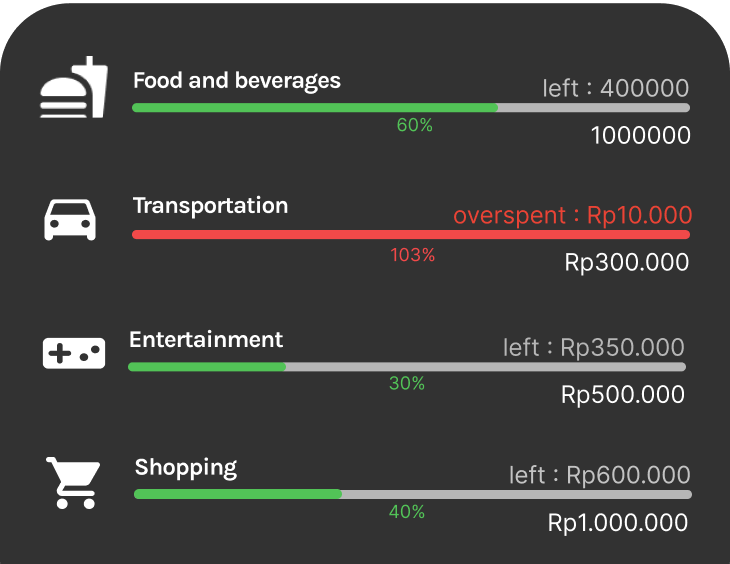 Food and beverages
left : 400000
60%
1000000
Transportation
overspent : Rp10.000
103%
Rp300.000
Entertainment
left : Rp350.000
30%
Rp500.000
Shopping
left : Rp600.000
40%
Rp1.000.000